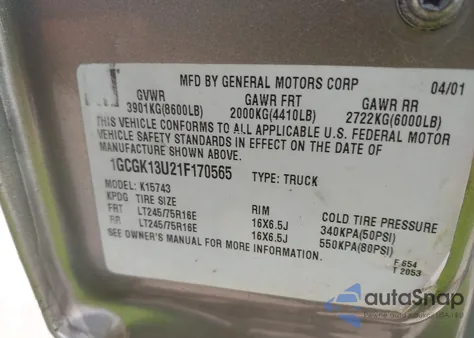 MFD BY GENERAL MOTORS CORP 04/01
GVWR GAWR FRT GAWR RR
3901KG(8600LB) 2000KG(4410LB) 2722KG(6000LB)
THIS VEHICLE CONFORMS TO ALL APPLICABLE U.S. FEDERAL MOTOR
VEHICLE SAFETY STANDARDS IN EFFECT ON THE DATE OF
MANUFACTURE SHOWN ABOVE.
1GCGK13U21F170565 TYPE: TRUCK
MODEL: K15743
KPDG TIRE SIZE RIM COLD TIRE PRESSURE
FRT LT245/75R16E 16X6.5J 340KPA(50PSI)
RR LT245/75R16E 16X6.5J 550KPA(80PSI)
SEE OWNER'S MANUAL FOR MORE INFORMATION.
F 654
T 2053
autoSnap